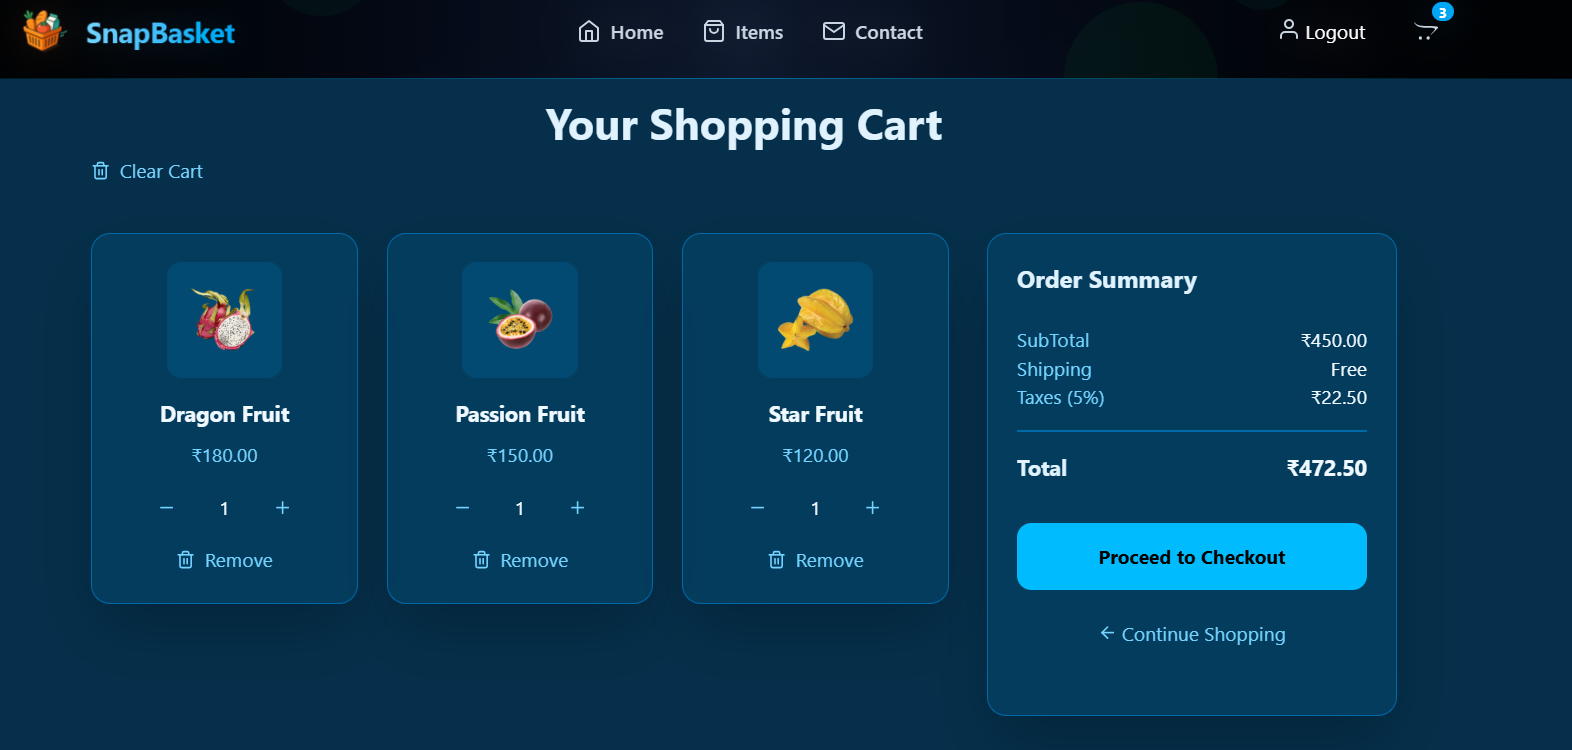 SnapBasket
Home
Items
Contact
Logout
3
Your Shopping Cart
Clear Cart
Dragon Fruit
₹180.00
− 1 +
Remove
Passion Fruit
₹150.00
− 1 +
Remove
Star Fruit
₹120.00
− 1 +
Remove
Order Summary
SubTotal ₹450.00
Shipping Free
Taxes (5%) ₹22.50
Total ₹472.50
Proceed to Checkout
← Continue Shopping